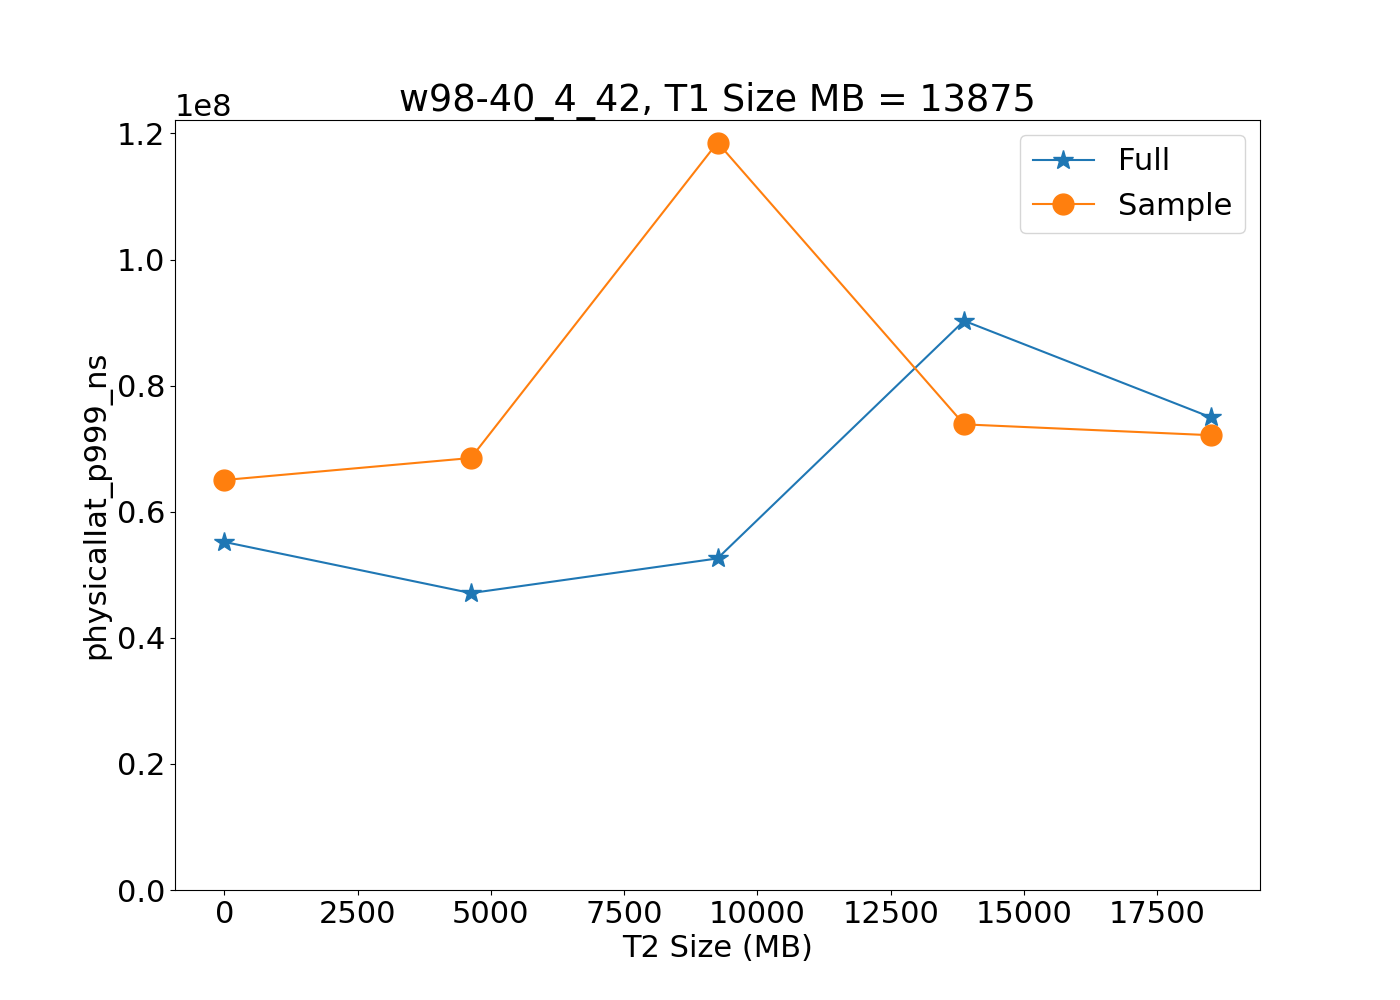 w98-40_4_42, T1 Size MB = 13875
1e8
1.2
1.0
0.8
0.6
0.4
0.2
0.0
physicallat_p999_ns
Full
Sample
0 2500 5000 7500 10000 12500 15000 17500
T2 Size (MB)